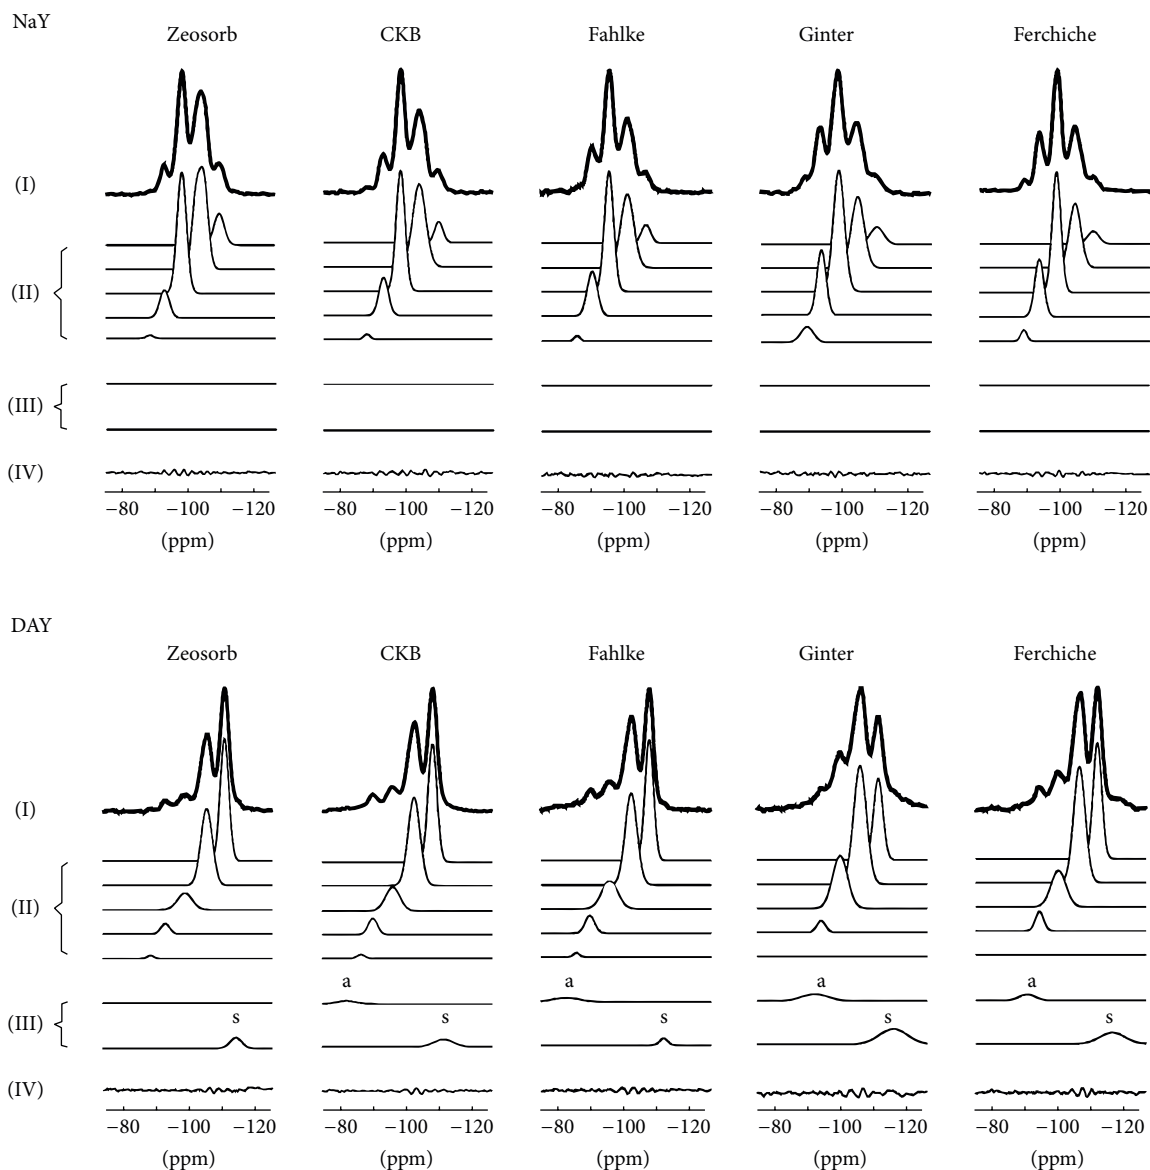 NaY
Zeosorb CKB Fahlke Ginter Ferchiche
(I)
(II)
(III)
(IV)
−80 −100 −120 −80 −100 −120 −80 −100 −120 −80 −100 −120 −80 −100 −120
(ppm) (ppm) (ppm) (ppm) (ppm)
DAY
Zeosorb CKB Fahlke Ginter Ferchiche
(I)
(II)
a a a a
(III) s s s s s
(IV)
−80 −100 −120 −80 −100 −120 −80 −100 −120 −80 −100 −120 −80 −100 −120
(ppm) (ppm) (ppm) (ppm) (ppm)